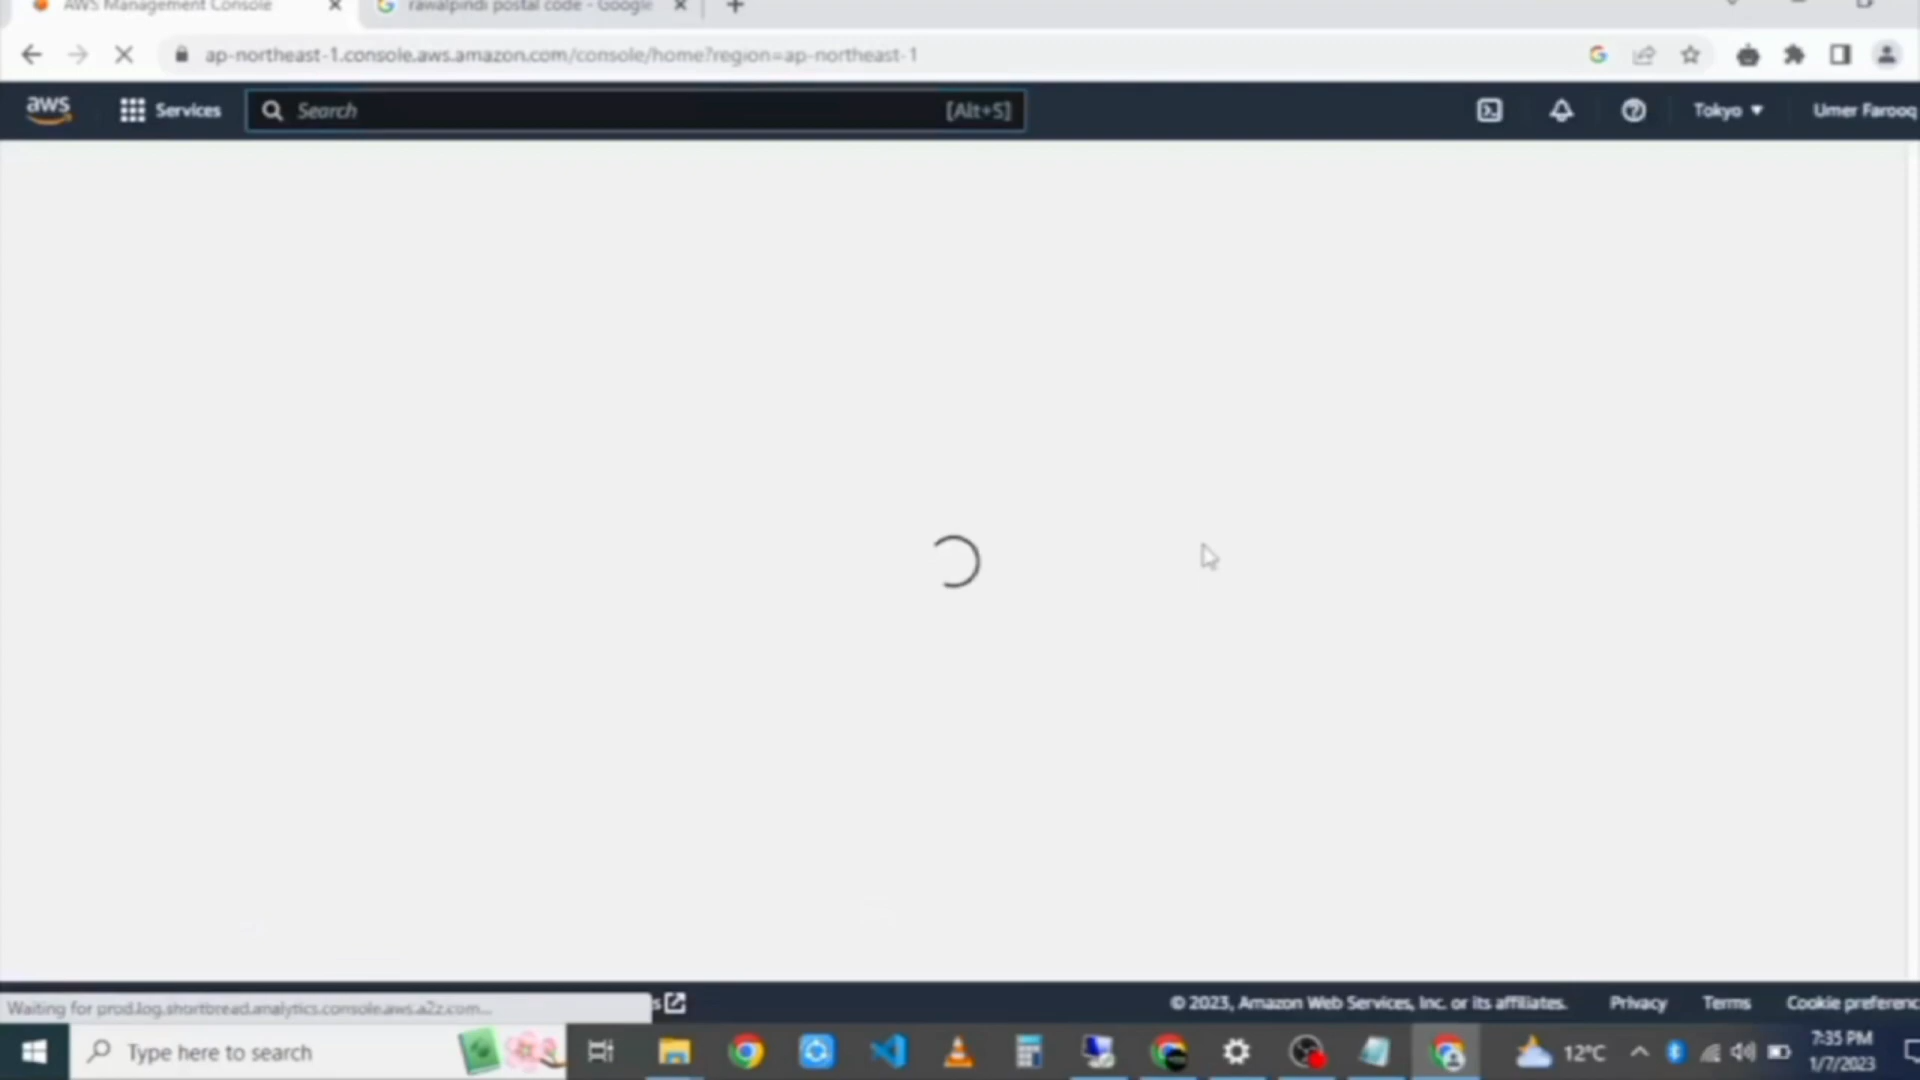 AWS Management Console
rawalpindi postal code - Google
ap-northeast-1.console.aws.amazon.com/console/home?region=ap-northeast-1
aws
Services
Search
[Alt+S]
Tokyo
Umer Farooq
Waiting for prod.log.shortbread.analytics.console.aws.a2z.com...
s
© 2023, Amazon Web Services, Inc. or its affiliates.
Privacy
Terms
Cookie preferenc
Type here to search
12°C
7:35 PM
1/7/2023